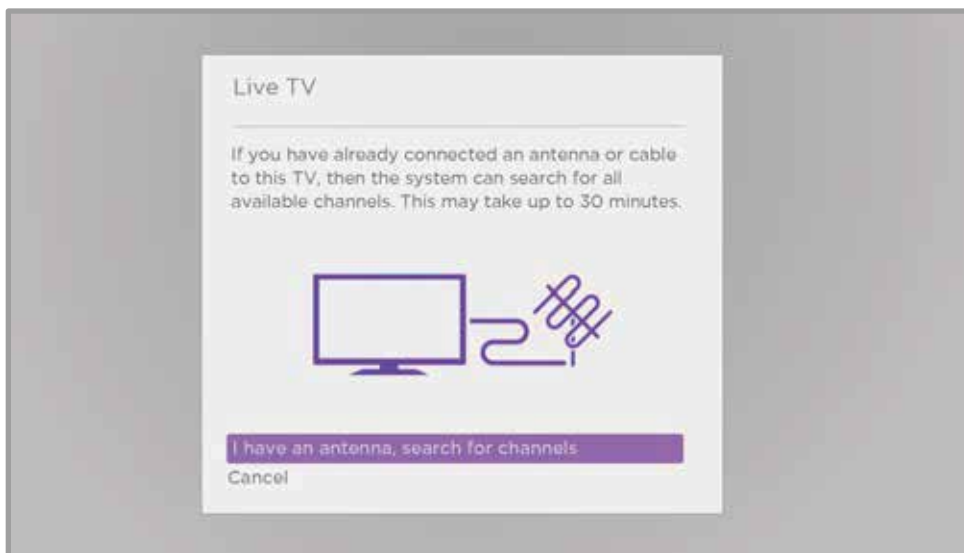 Live TV
If you have already connected an antenna or cable
to this TV, then the system can search for all
available channels. This may take up to 30 minutes.
I have an antenna, search for channels
Cancel